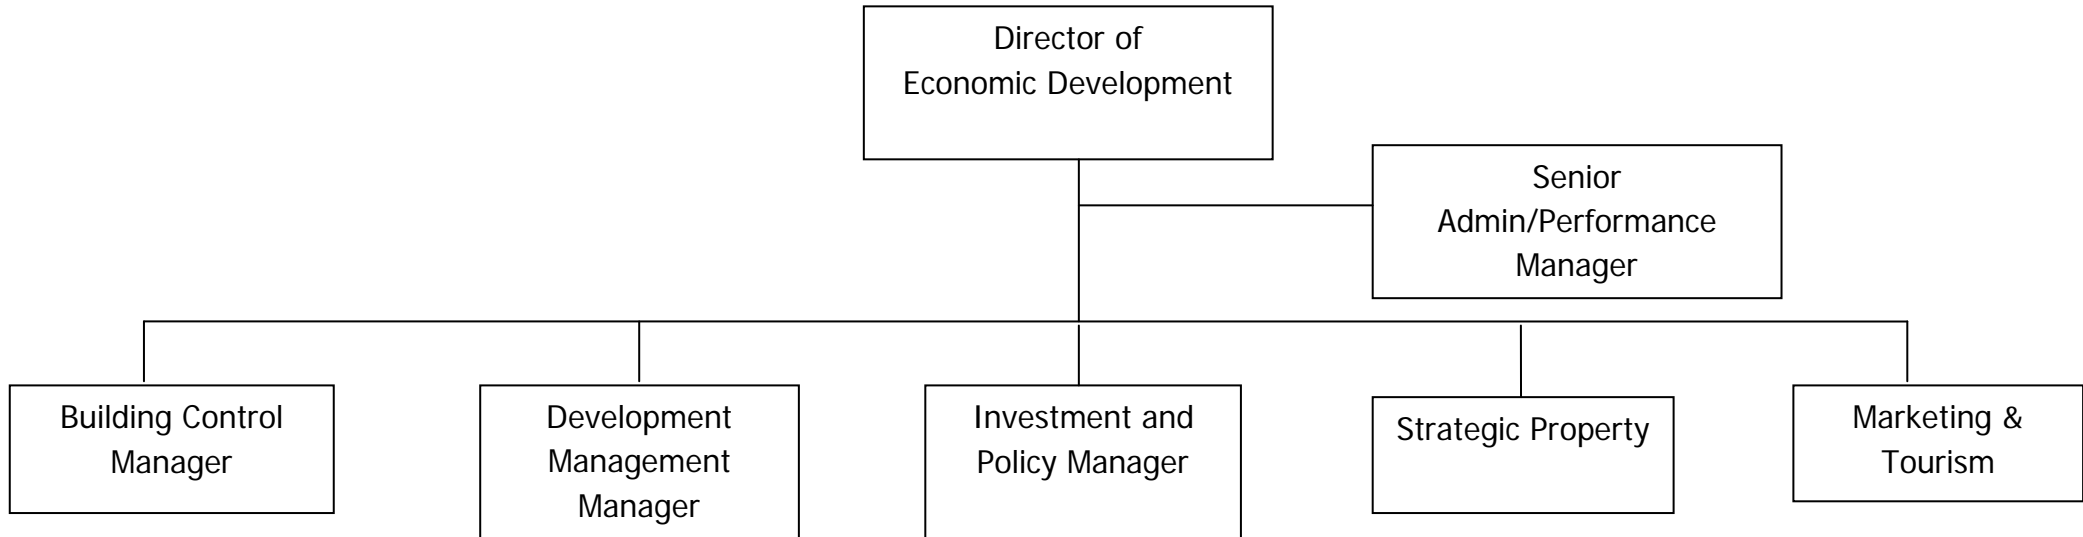 Director of
Economic Development
Senior
Admin/Performance
Manager
Building Control
Manager
Development
Management
Manager
Investment and
Policy Manager
Strategic Property
Marketing &
Tourism